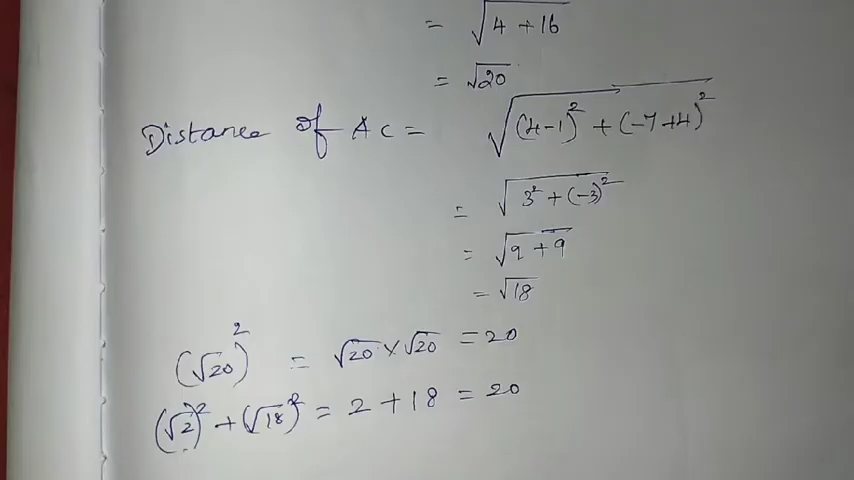 = √4 + 16
= √20
Distance of AC = √(4-1)² + (-7+4)²
= √3² + (-3)²
= √9 + 9
= √18
(√20)² = √20 × √20 = 20
(√2)² + (√18)² = 2 + 18 = 20